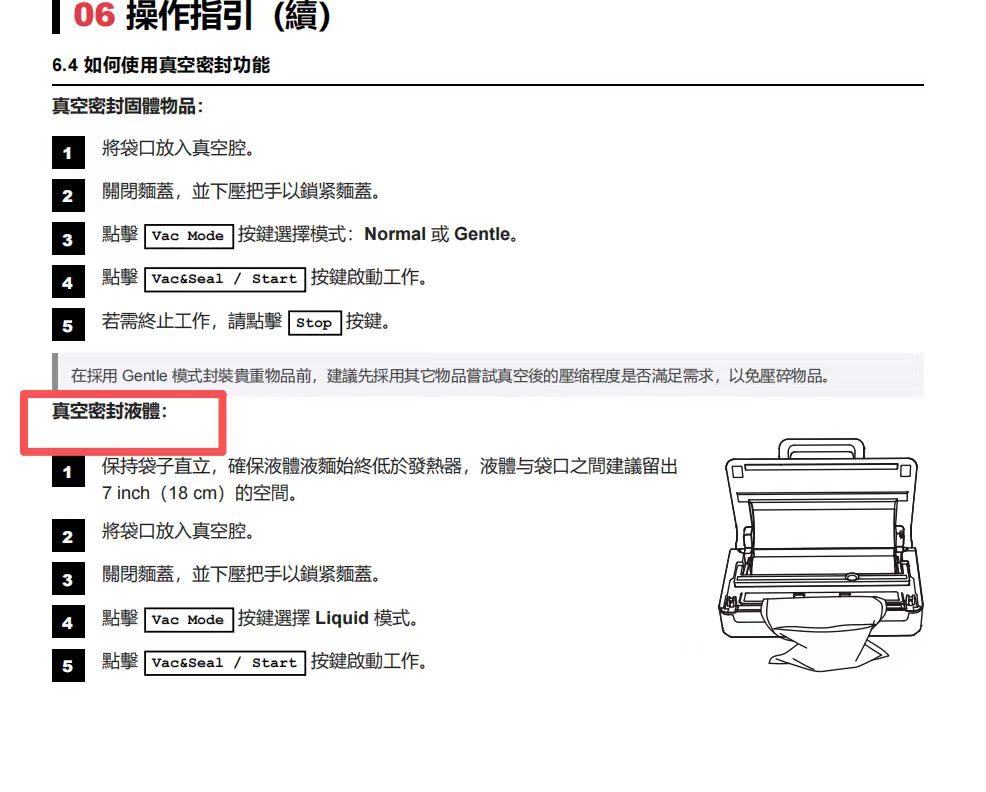 06 操作指引（續）
6.4 如何使用真空密封功能
真空密封固體物品：
1 將袋口放入真空腔。
2 關閉麵蓋，並下壓把手以鎖紧麵蓋。
3 點擊 Vac Mode 按鍵選擇模式：Normal 或 Gentle。
4 點擊 Vac&Seal / Start 按鍵啟動工作。
5 若需終止工作，請點擊 Stop 按鍵。
在採用 Gentle 模式封裝貴重物品前，建議先採用其它物品嘗試真空後的壓缩程度是否滿足需求，以免壓碎物品。
真空密封液體：
1 保持袋子直立，確保液體液麵始終低於發熱器，液體与袋口之間建議留出
7 inch（18 cm）的空間。
2 將袋口放入真空腔。
3 關閉麵蓋，並下壓把手以鎖紧麵蓋。
4 點擊 Vac Mode 按鍵選擇 Liquid 模式。
5 點擊 Vac&Seal / Start 按鍵啟動工作。